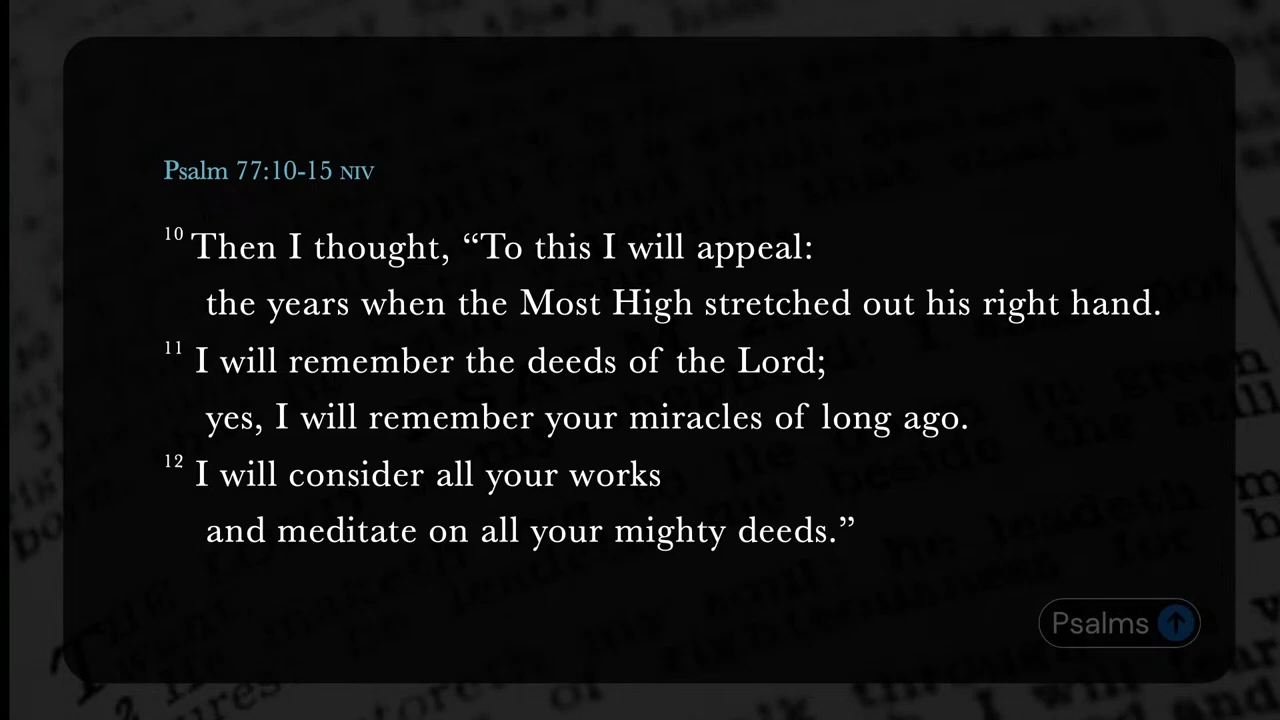 Psalm 77:10-15 NIV
10 Then I thought, “To this I will appeal:
the years when the Most High stretched out his right hand.
11 I will remember the deeds of the Lord;
yes, I will remember your miracles of long ago.
12 I will consider all your works
and meditate on all your mighty deeds.”
Psalms